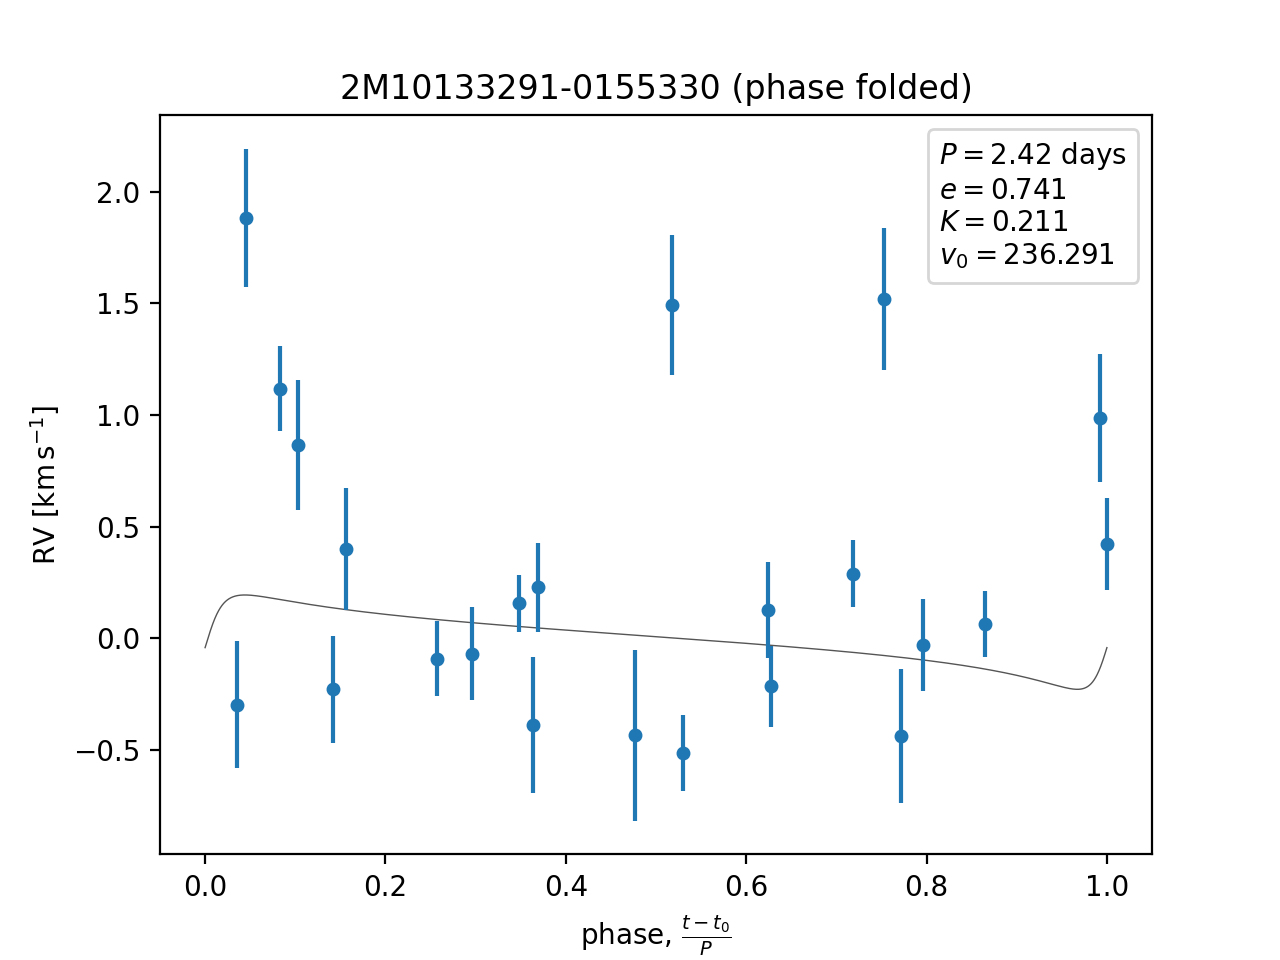 2M10133291-0155330 (phase folded)
P = 2.42 days
e = 0.741
K = 0.211
v₀ = 236.291
RV [km s⁻¹]
2.0
1.5
1.0
0.5
0.0
−0.5
0.0 0.2 0.4 0.6 0.8 1.0
phase, (t − t₀)/P